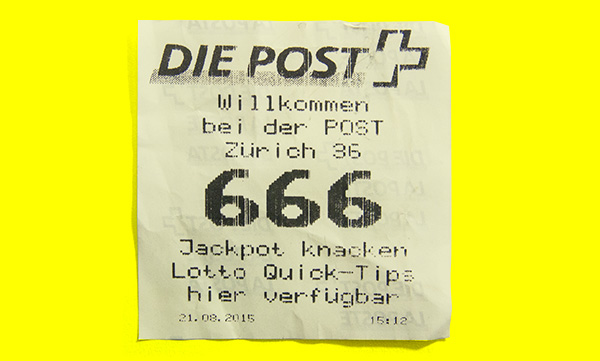 DIE POST
Willkommen
bei der POST
Zürich 36
666
Jackpot knacken
Lotto Quick-Tips
hier verfügbar
21.08.2015 15:12